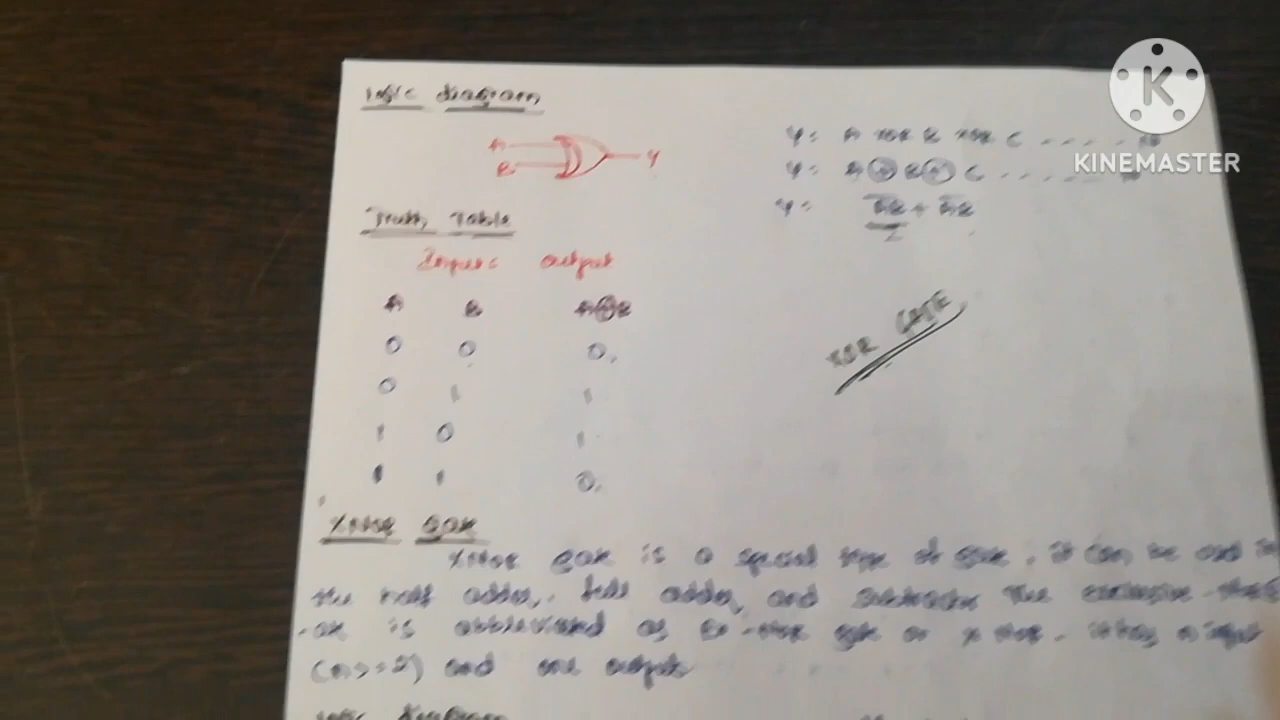 Logic diagram
A
B
Y
Y = A XOR B XOR C ......N
Y = A ⊕ B ⊕ C ......N
Y =
Truth Table
Inputs output
A B A⊕B
0 0 0
0 1 1
1 0 1
1 1 0
XOR GATE
XNOR GATE
XNOR gate is a special type of gate. it can be used in
the half adder, full adder, and subtractor The exclusive-NOR
is abbreviated as EX-NOR gate or X-NOR. it has n input
(n>=2) and one output
Logic diagram
KINEMASTER